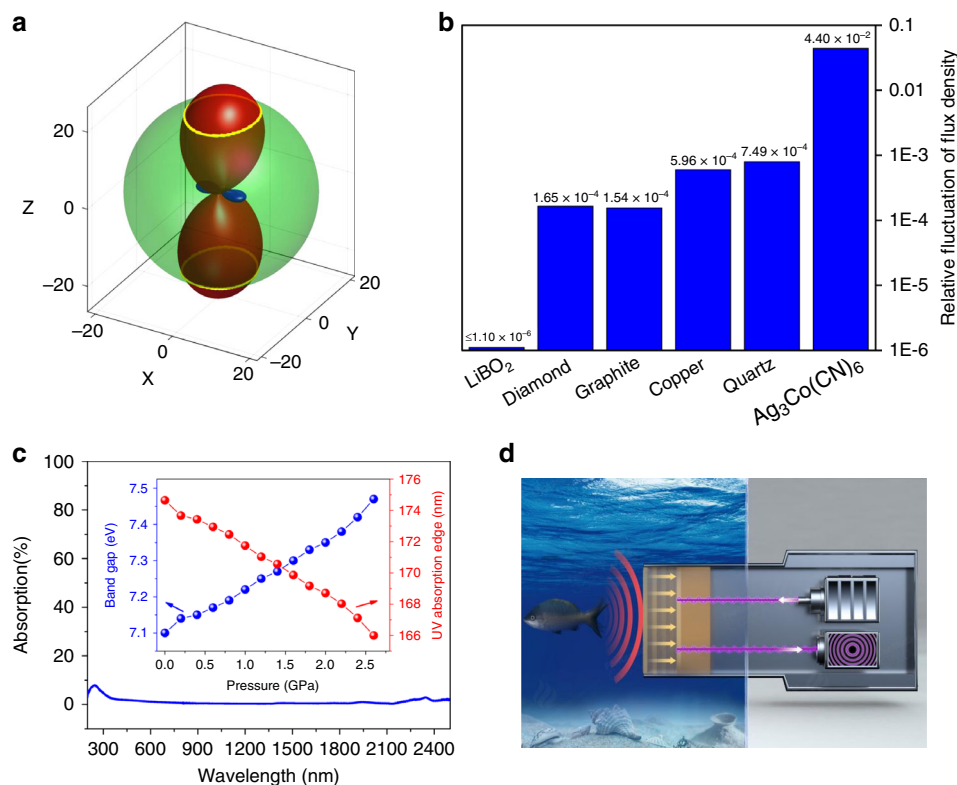 a
20
0
−20
Z
−20
0
20
X
−20
0
20
Y
b
≤1.10 × 10⁻⁶
1.65 × 10⁻⁴
1.54 × 10⁻⁴
5.96 × 10⁻⁴
7.49 × 10⁻⁴
4.40 × 10⁻²
0.1
0.01
1E-3
1E-4
1E-5
1E-6
Relative fluctuation of flux density
LiBO₂
Diamond
Graphite
Copper
Quartz
Ag₃Co(CN)₆
c
100
80
60
40
20
0
Absorption(%)
300 600 900 1200 1500 1800 2100 2400
Wavelength (nm)
7.5
7.4
7.3
7.2
7.1
Band gap (eV)
176
174
172
170
168
166
UV absorption edge (nm)
0.0 0.5 1.0 1.5 2.0 2.5
Pressure (GPa)
d